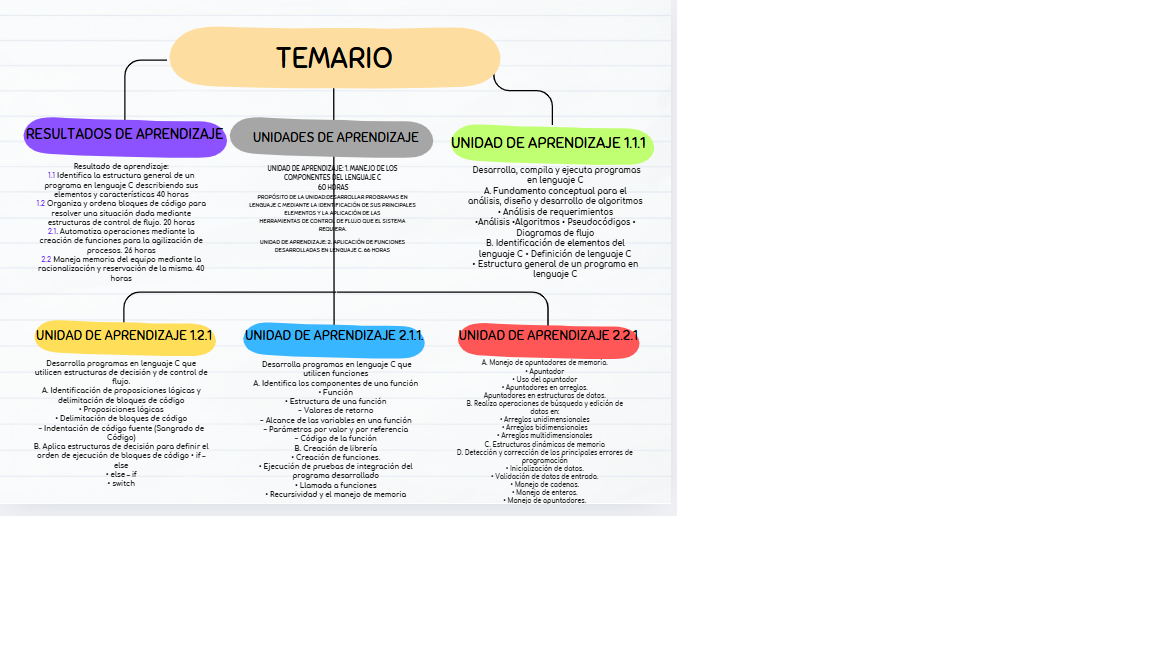 TEMARIO
RESULTADOS DE APRENDIZAJE
Resultado de aprendizaje:
1.1 Identifica la estructura general de un
programa en lenguaje C describiendo sus
elementos y características 40 horas
1.2 Organiza y ordena bloques de código para
resolver una situación dada mediante
estructuras de control de flujo. 20 horas
2.1. Automatiza operaciones mediante la
creación de funciones para la agilización de
procesos. 26 horas
2.2 Maneja memoria del equipo mediante la
racionalización y reservación de la misma. 40
horas
UNIDADES DE APRENDIZAJE
UNIDAD DE APRENDIZAJE: 1. MANEJO DE LOS
COMPONENTES DEL LENGUAJE C
60 HORAS
PROPÓSITO DE LA UNIDAD:DESARROLLAR PROGRAMAS EN
LENGUAJE C MEDIANTE LA IDENTIFICACIÓN DE SUS PRINCIPALES
ELEMENTOS Y LA APLICACIÓN DE LAS
HERRAMIENTAS DE CONTROL DE FLUJO QUE EL SISTEMA
REQUIERA.
UNIDAD DE APRENDIZAJE: 2. APLICACIÓN DE FUNCIONES
DESARROLLADAS EN LENGUAJE C. 66 HORAS
UNIDAD DE APRENDIZAJE 1.1.1
Desarrolla, compila y ejecuta programas
en lenguaje C
A. Fundamento conceptual para el
análisis, diseño y desarrollo de algoritmos
• Análisis de requerimientos
•Análisis •Algoritmos • Pseudocódigos •
Diagramas de flujo
B. Identificación de elementos del
lenguaje C • Definición de lenguaje C
• Estructura general de un programa en
lenguaje C
UNIDAD DE APRENDIZAJE 1.2.1
Desarrolla programas en lenguaje C que
utilicen estructuras de decisión y de control de
flujo.
A. Identificación de proposiciones lógicas y
delimitación de bloques de código
• Proposiciones lógicas
• Delimitación de bloques de código
− Indentación de código fuente (Sangrado de
Código)
B. Aplica estructuras de decisión para definir el
orden de ejecución de bloques de código • if –
else
• else – if
• switch
UNIDAD DE APRENDIZAJE 2.1.1.
Desarrolla programas en lenguaje C que
utilicen funciones
A. Identifica los componentes de una función
• Función
• Estructura de una función
− Valores de retorno
− Alcance de las variables en una función
− Parámetros por valor y por referencia
− Código de la función
B. Creación de librería
• Creación de funciones.
• Ejecución de pruebas de integración del
programa desarrollado
• Llamada a funciones
• Recursividad y el manejo de memoria
UNIDAD DE APRENDIZAJE 2.2.1
A. Manejo de apuntadores de memoria.
• Apuntador
• Uso del apuntador
• Apuntadores en arreglos.
Apuntadores en estructuras de datos.
B. Realiza operaciones de búsqueda y edición de
datos en:
• Arreglos unidimensionales
• Arreglos bidimensionales
• Arreglos multidimensionales
C. Estructuras dinámicas de memoria
D. Detección y corrección de los principales errores de
programación
• Inicialización de datos.
• Validación de datos de entrada.
• Manejo de cadenas.
• Manejo de enteros.
• Manejo de apuntadores.